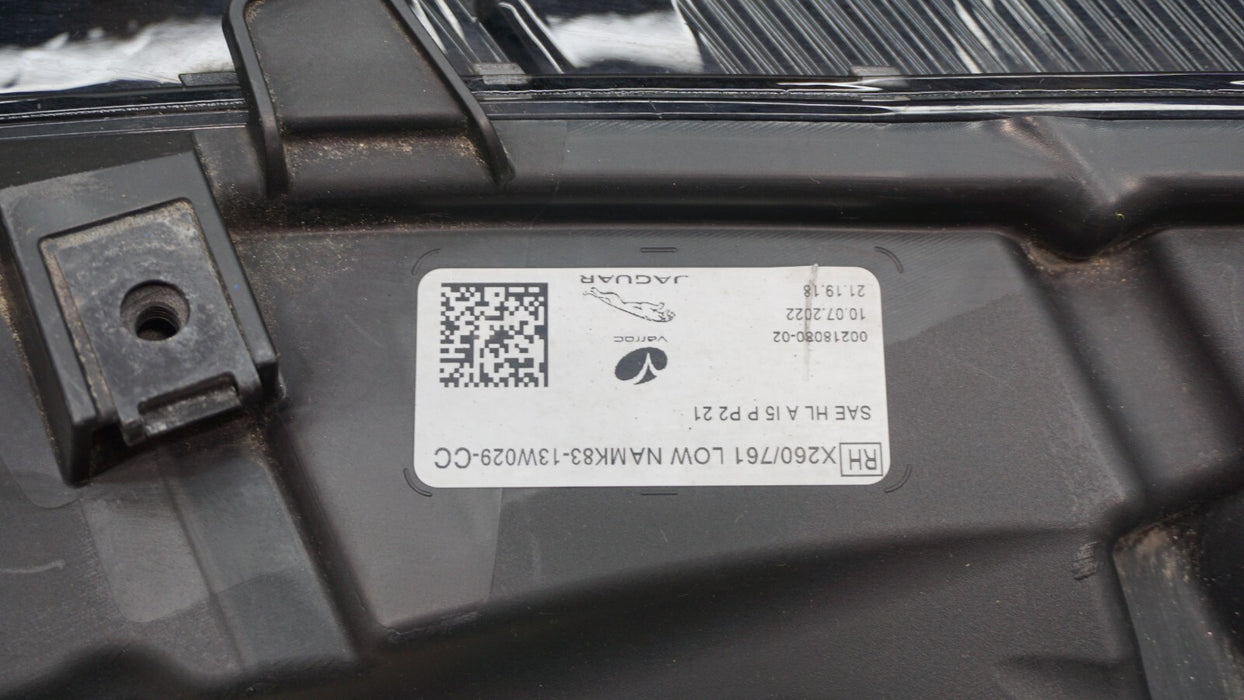 RH X260/761 LOW NAMK83-13W029-CC
SAE HL A I5 P P2 21
00218080-02
10.07.2022
21.19.18
varroc
JAGUAR